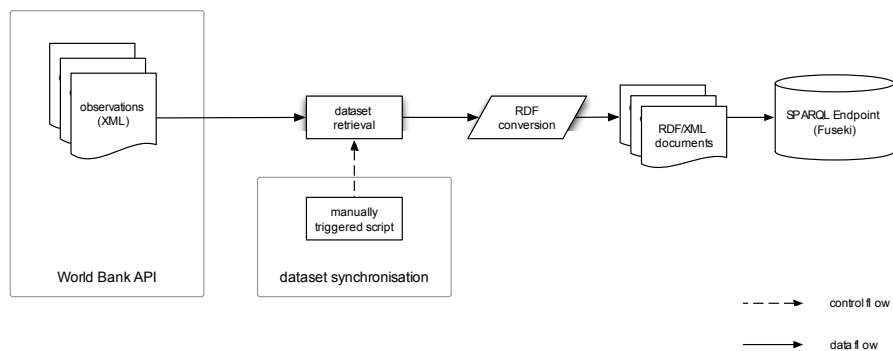 observations
(XML)
dataset
retrieval
RDF
conversion
RDF/XML
documents
SPARQL Endpoint
(Fuseki)
manually
triggered script
World Bank API
dataset synchronisation
control flow
data flow